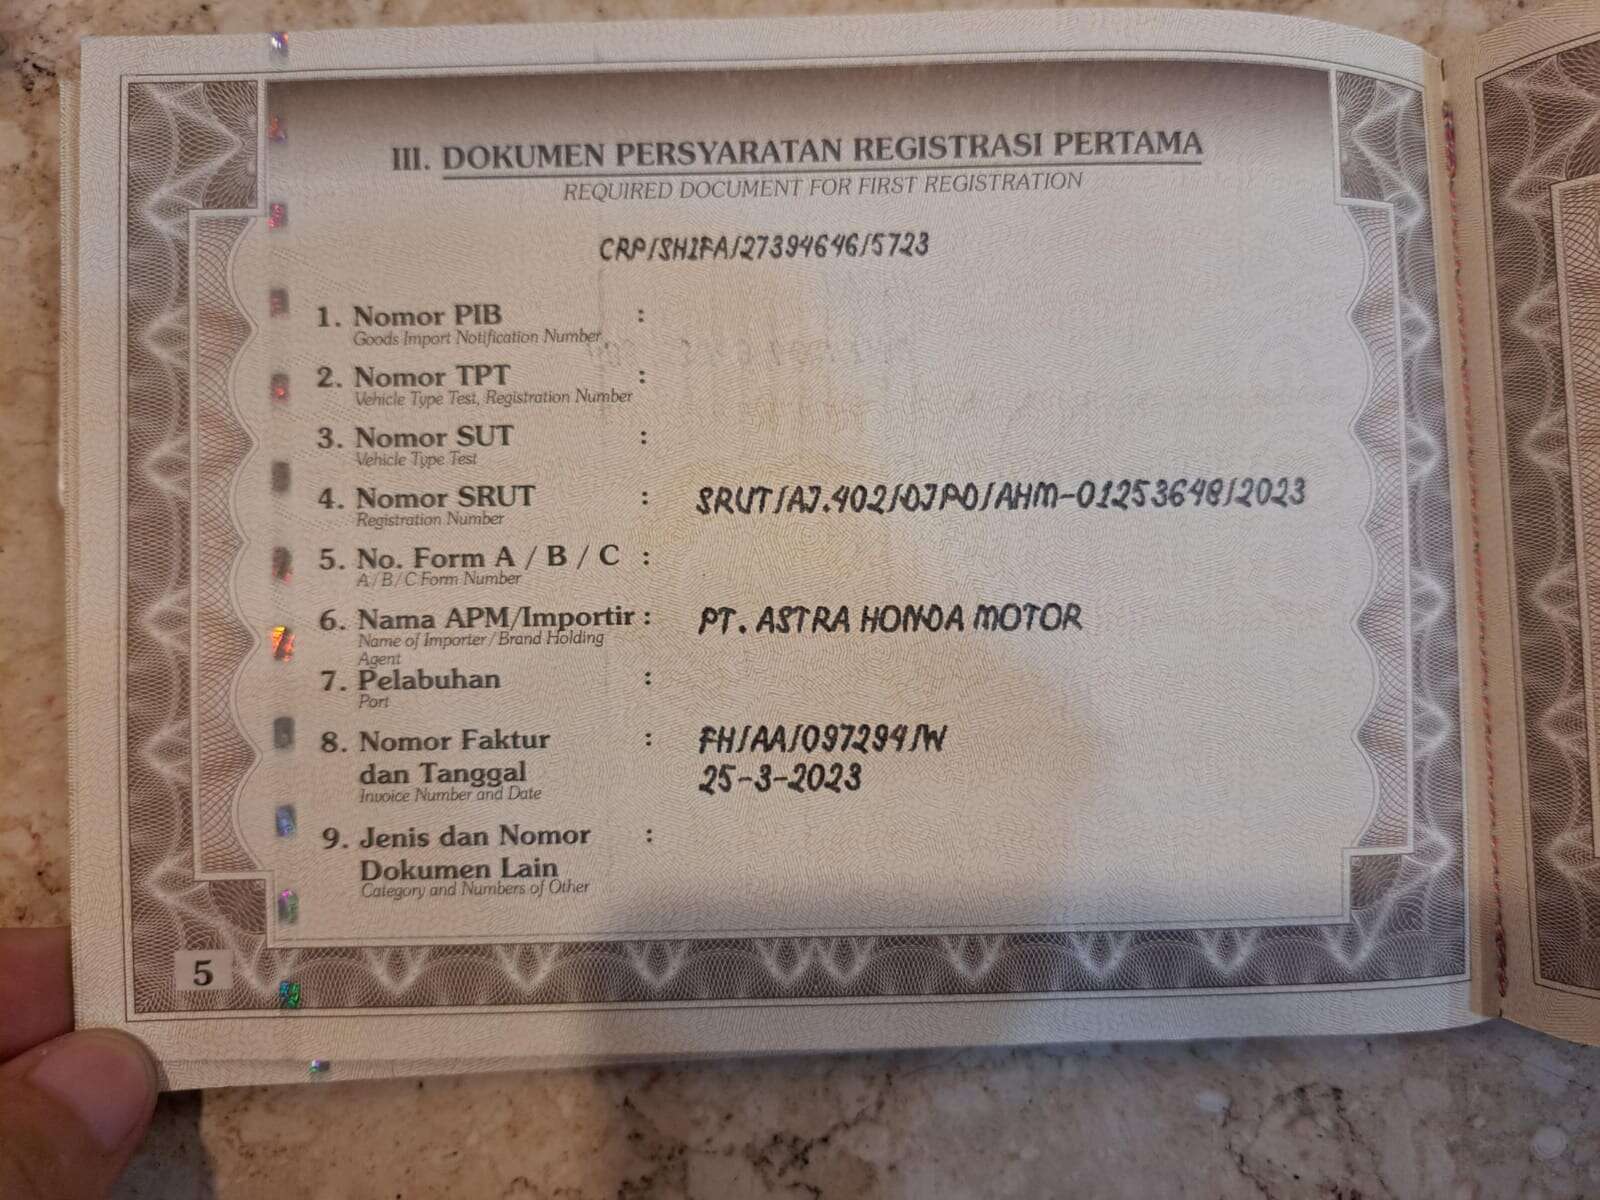 III. DOKUMEN PERSYARATAN REGISTRASI PERTAMA
REQUIRED DOCUMENT FOR FIRST REGISTRATION
CRP/SHIFA/27394646/5723
1. Nomor PIB :
Goods Import Notification Number
2. Nomor TPT :
Vehicle Type Test, Registration Number
3. Nomor SUT :
Vehicle Type Test
4. Nomor SRUT : SRUT/AJ.402/DJPD/AHM-01253648/2023
Registration Number
5. No. Form A / B / C :
A / B / C Form Number
6. Nama APM/Importir : PT. ASTRA HONDA MOTOR
Name of Importer / Brand Holding
Agent
7. Pelabuhan :
Port
8. Nomor Faktur : FH/AA/097294/W
dan Tanggal 25-3-2023
Invoice Number and Date
9. Jenis dan Nomor :
Dokumen Lain
Category and Numbers of Other
5